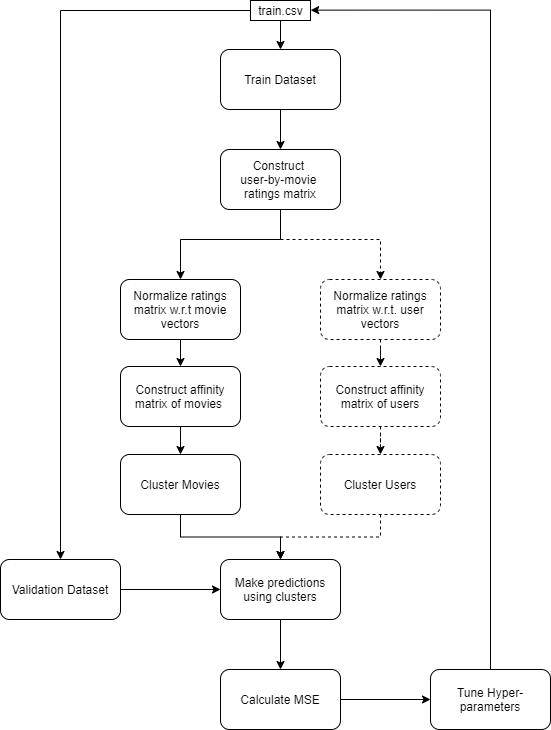 train.csv
Train Dataset
Construct
user-by-movie
ratings matrix
Normalize ratings
matrix w.r.t movie
vectors
Normalize ratings
matrix w.r.t. user
vectors
Construct affinity
matrix of movies
Construct affinity
matrix of users
Cluster Movies
Cluster Users
Validation Dataset
Make predictions
using clusters
Calculate MSE
Tune Hyper-
parameters